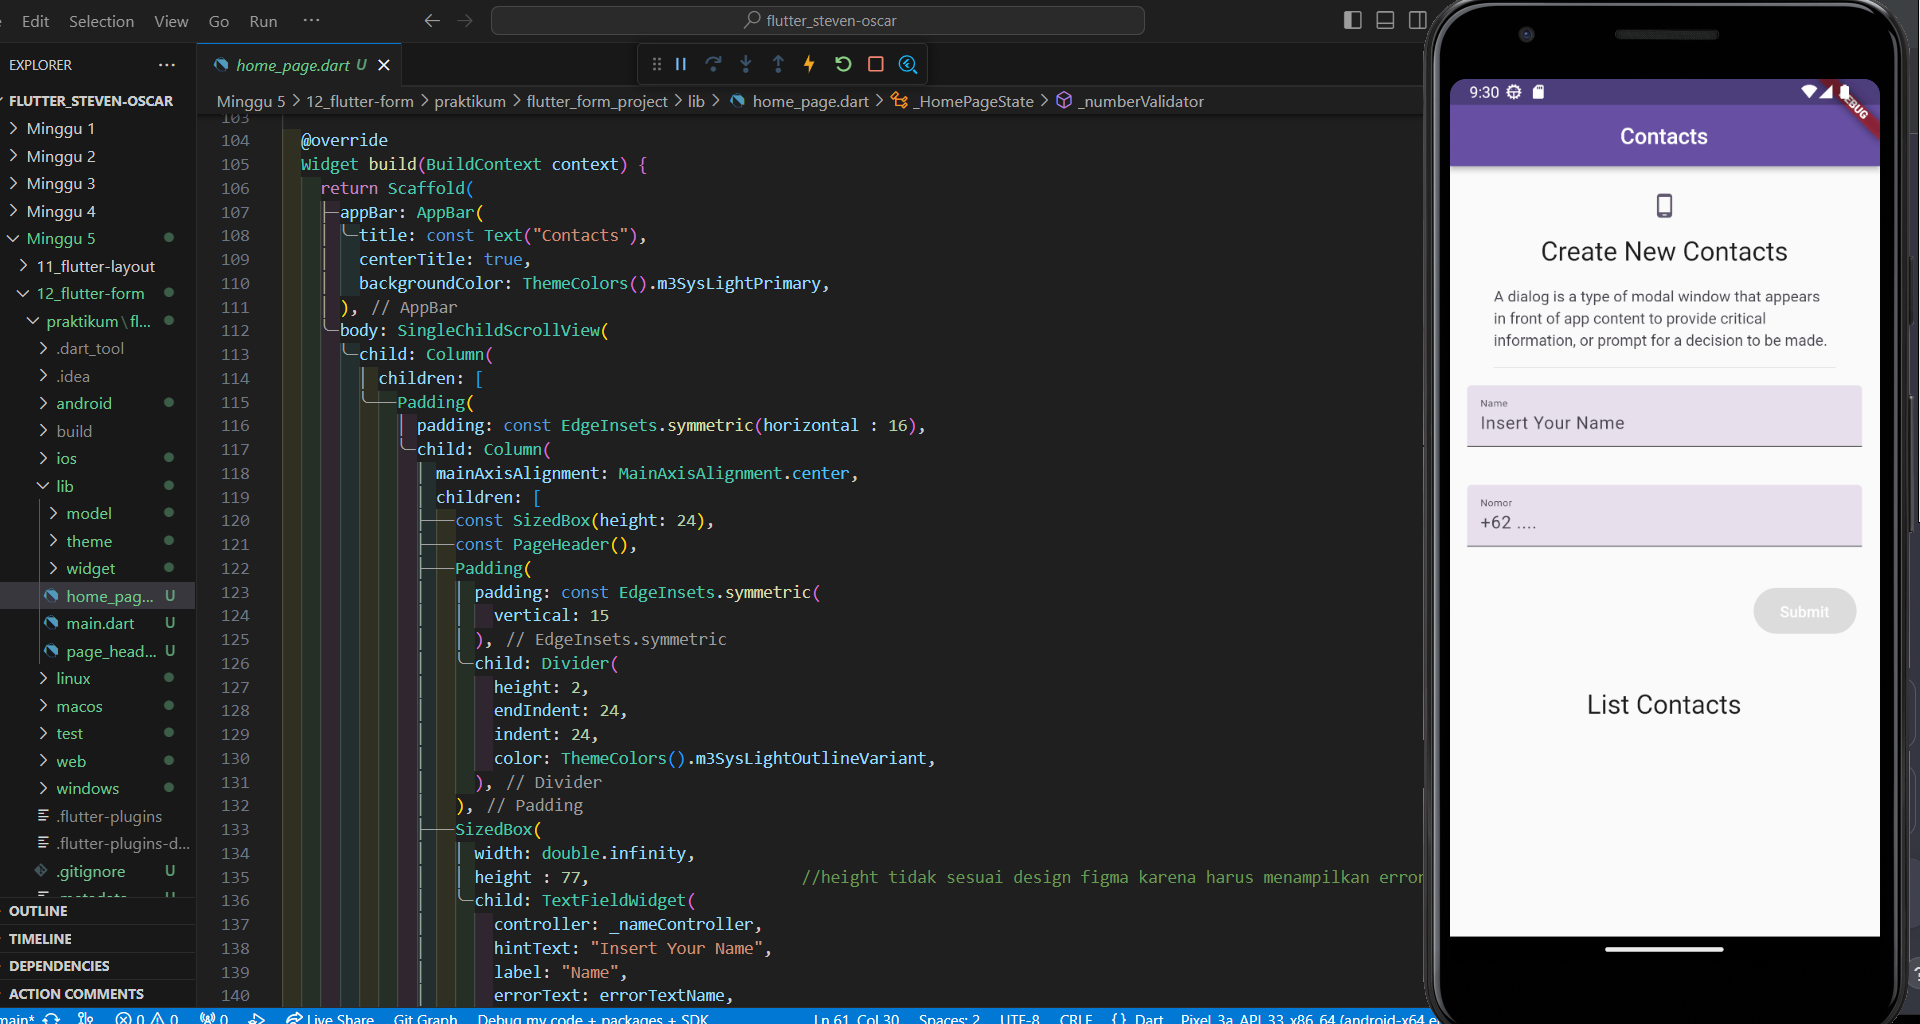 Edit Selection View Go Run ...
flutter_steven-oscar
EXPLORER ...
FLUTTER_STEVEN-OSCAR
Minggu 1
Minggu 2
Minggu 3
Minggu 4
Minggu 5
11_flutter-layout
12_flutter-form
praktikum\fl...
.dart_tool
.idea
android
build
ios
lib
model
theme
widget
home_pag... U
main.dart U
page_head... U
linux
macos
test
web
windows
.flutter-plugins
.flutter-plugins-d...
.gitignore U
.metadata U
OUTLINE
TIMELINE
DEPENDENCIES
ACTION COMMENTS
home_page.dart U
Minggu 5 > 12_flutter-form > praktikum > flutter_form_project > lib > home_page.dart > _HomePageState > _numberValidator
103
104 @override
105 Widget build(BuildContext context) {
106 return Scaffold(
107 appBar: AppBar(
108 title: const Text("Contacts"),
109 centerTitle: true,
110 backgroundColor: ThemeColors().m3SysLightPrimary,
111 ), // AppBar
112 body: SingleChildScrollView(
113 child: Column(
114 children: [
115 Padding(
116 padding: const EdgeInsets.symmetric(horizontal : 16),
117 child: Column(
118 mainAxisAlignment: MainAxisAlignment.center,
119 children: [
120 const SizedBox(height: 24),
121 const PageHeader(),
122 Padding(
123 padding: const EdgeInsets.symmetric(
124 vertical: 15
125 ), // EdgeInsets.symmetric
126 child: Divider(
127 height: 2,
128 endIndent: 24,
129 indent: 24,
130 color: ThemeColors().m3SysLightOutlineVariant,
131 ), // Divider
132 ), // Padding
133 SizedBox(
134 width: double.infinity,
135 height : 77, //height tidak sesuai design figma karena harus menampilkan error
136 child: TextFieldWidget(
137 controller: _nameController,
138 hintText: "Insert Your Name",
139 label: "Name",
140 errorText: errorTextName,
main* 0 0 0 Live Share Git Graph Debug my code + packages + SDK Ln 61, Col 30 Spaces: 2 UTF-8 CRLF {} Dart Pixel_3a_API_33_x86_64 (android-x64 e
9:30
DEBUG
Contacts
Create New Contacts
A dialog is a type of modal window that appears
in front of app content to provide critical
information, or prompt for a decision to be made.
Name
Insert Your Name
Nomor
+62 ....
Submit
List Contacts